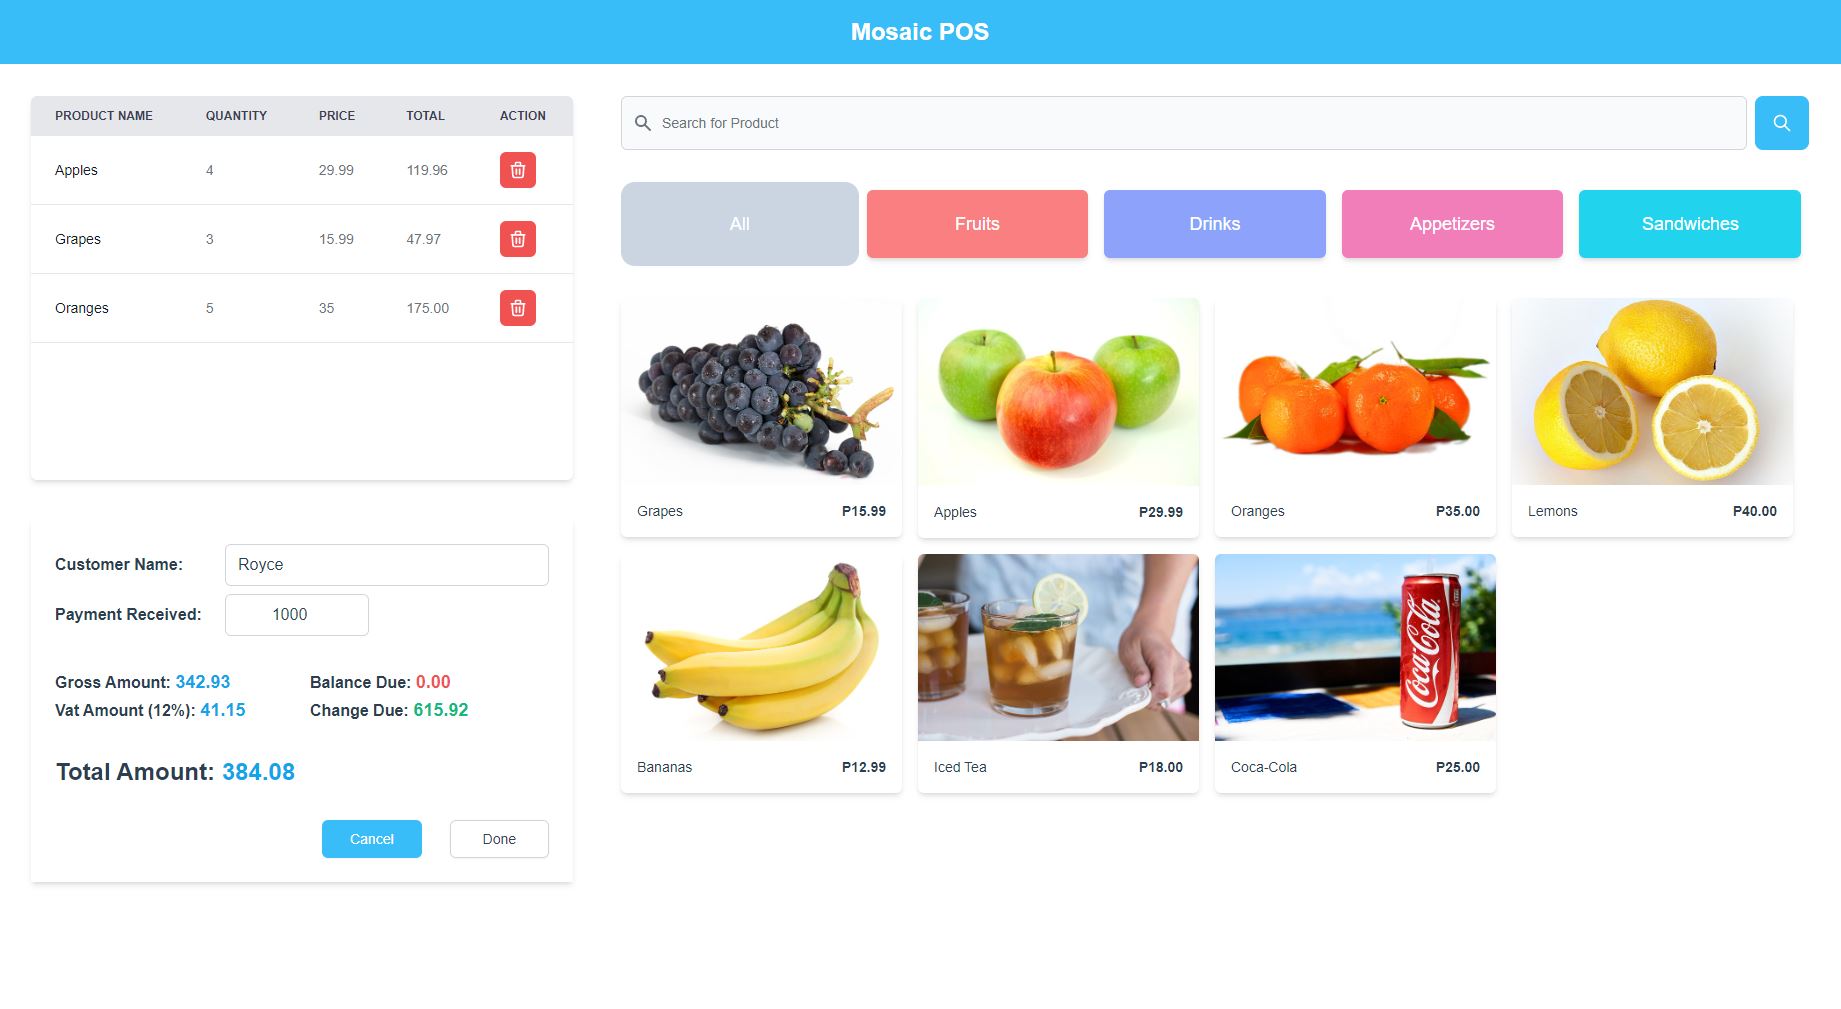 Mosaic POS
PRODUCT NAME QUANTITY PRICE TOTAL ACTION
Apples 4 29.99 119.96
Grapes 3 15.99 47.97
Oranges 5 35 175.00
Customer Name: Royce
Payment Received: 1000
Gross Amount: 342.93 Balance Due: 0.00
Vat Amount (12%): 41.15 Change Due: 615.92
Total Amount: 384.08
Cancel Done
Search for Product
All Fruits Drinks Appetizers Sandwiches
Grapes P15.99
Apples P29.99
Oranges P35.00
Lemons P40.00
Coca-Cola
Bananas P12.99
Iced Tea P18.00
Coca-Cola P25.00